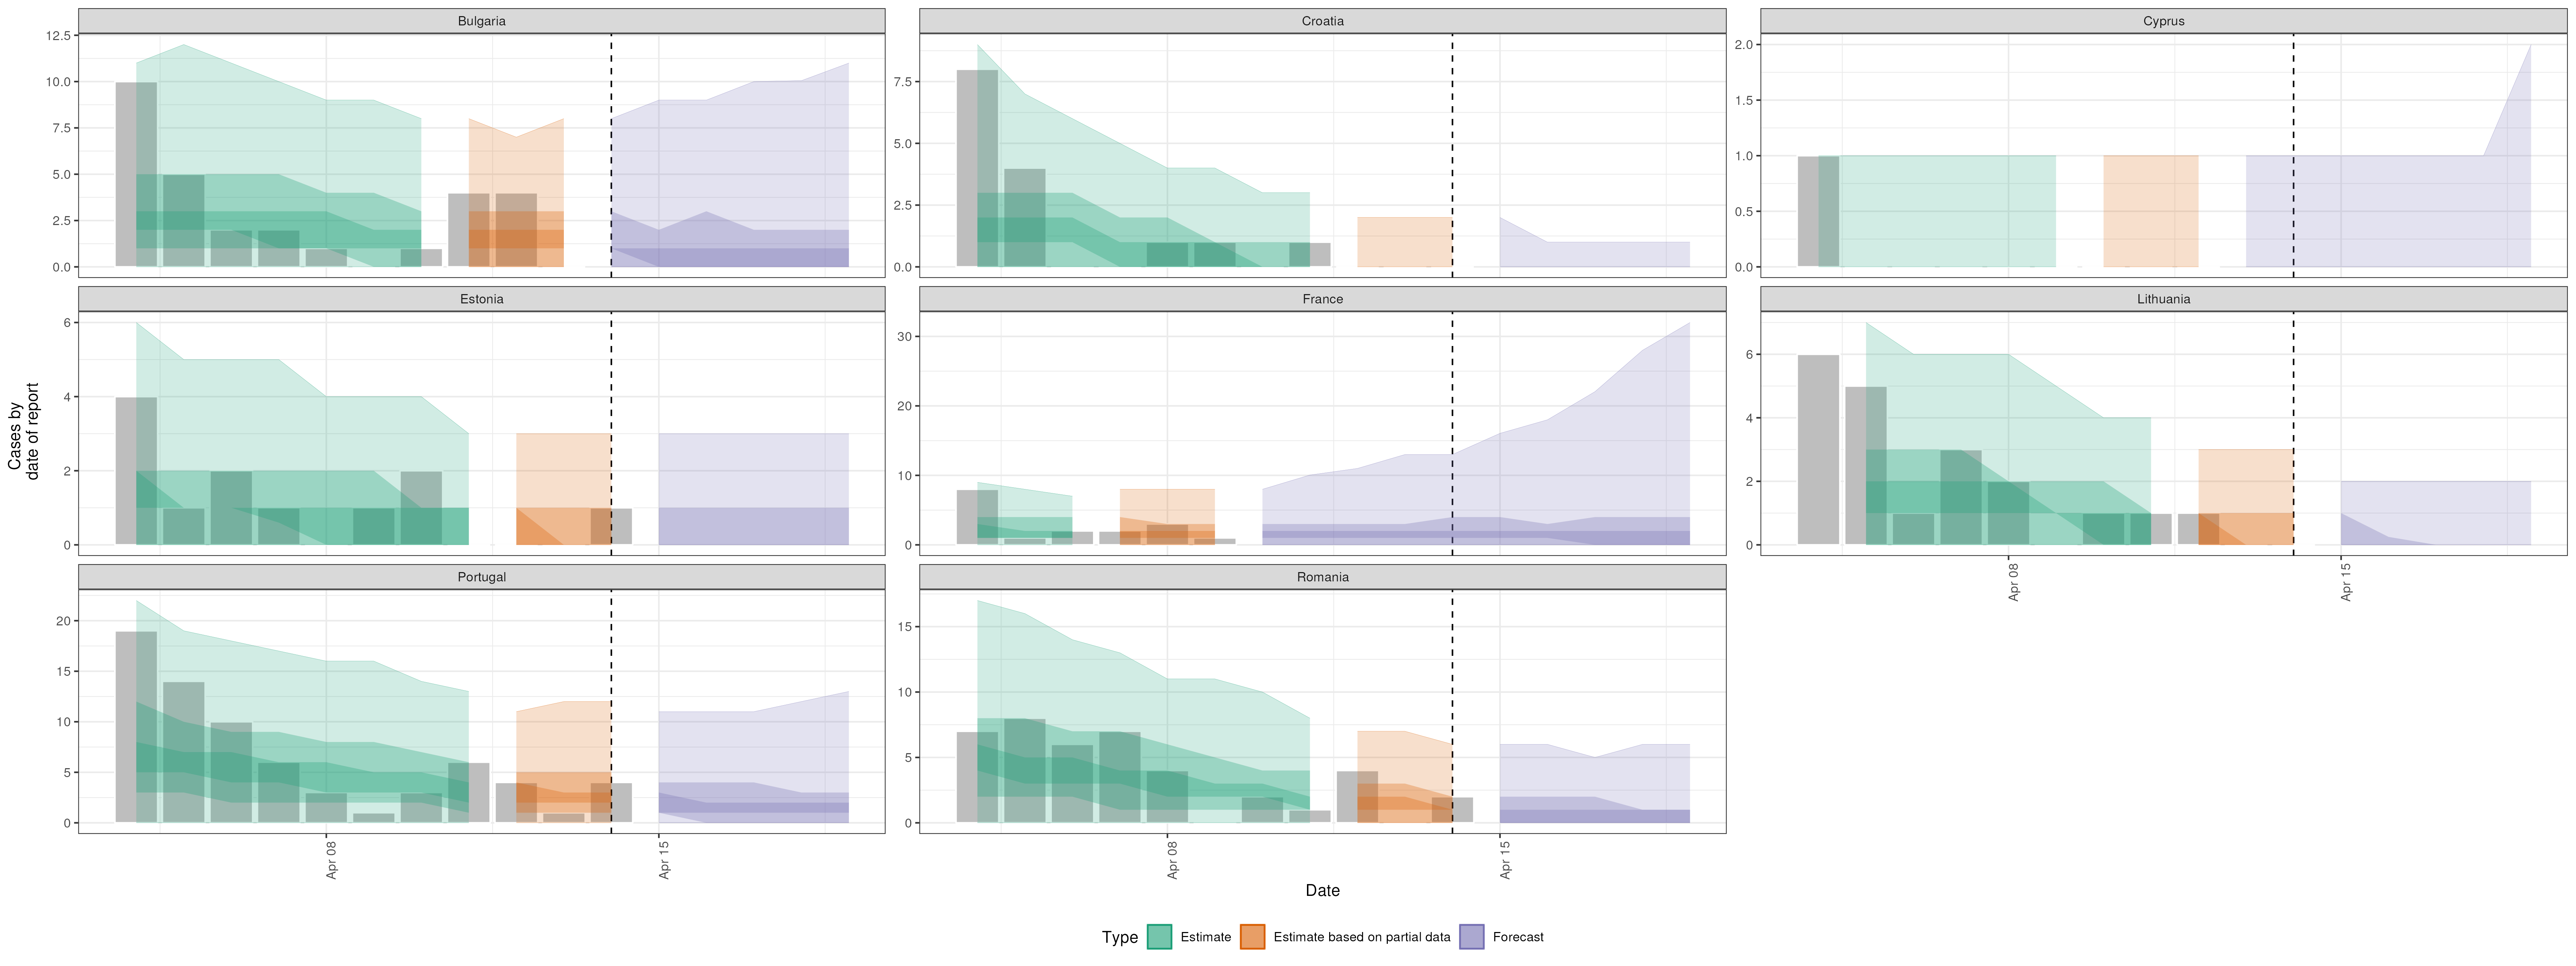 Bulgaria
Croatia
Cyprus
12.5
10.0
7.5
5.0
2.5
0.0
7.5
5.0
2.5
0.0
2.0
1.5
1.0
0.5
0.0
Estonia
France
Lithuania
6
4
2
0
30
20
10
0
6
4
2
0
Cases by
date of report
Apr 08
Apr 15
Portugal
Romania
20
15
10
5
0
15
10
5
0
Apr 08
Apr 15
Apr 08
Apr 15
Date
Type
Estimate
Estimate based on partial data
Forecast